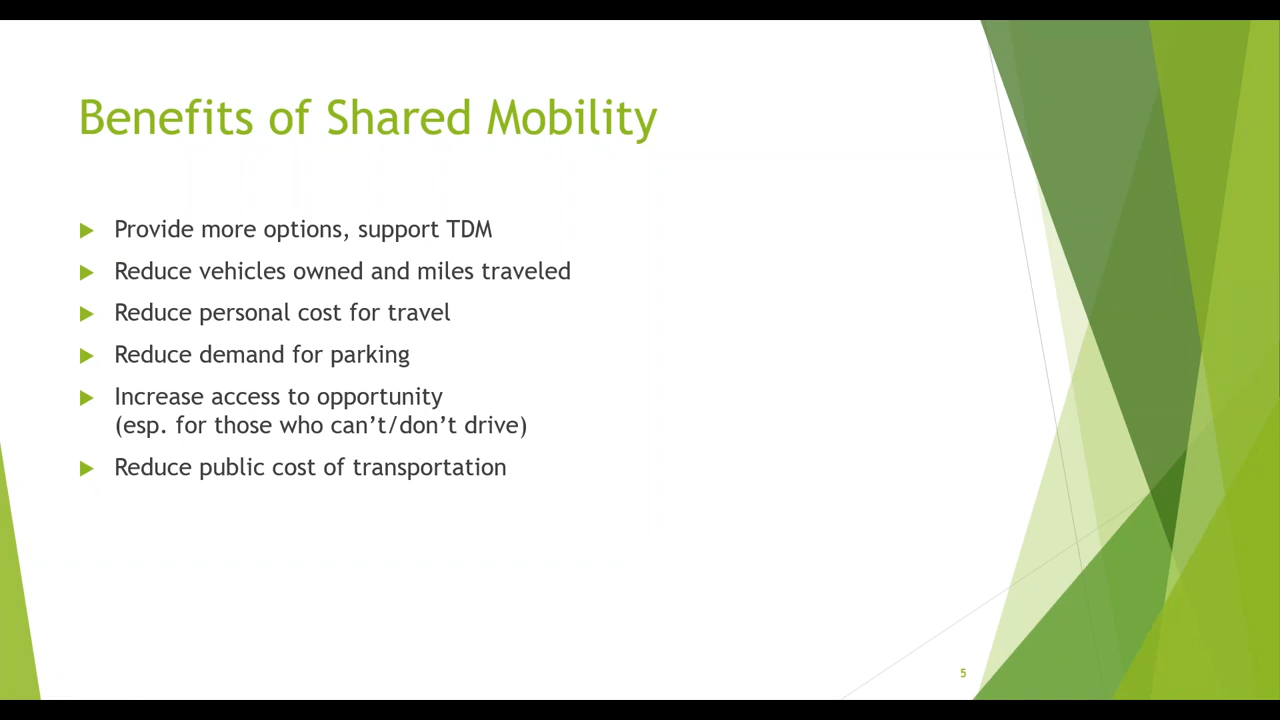 Benefits of Shared Mobility
Provide more options, support TDM
Reduce vehicles owned and miles traveled
Reduce personal cost for travel
Reduce demand for parking
Increase access to opportunity
(esp. for those who can’t/don’t drive)
Reduce public cost of transportation
5